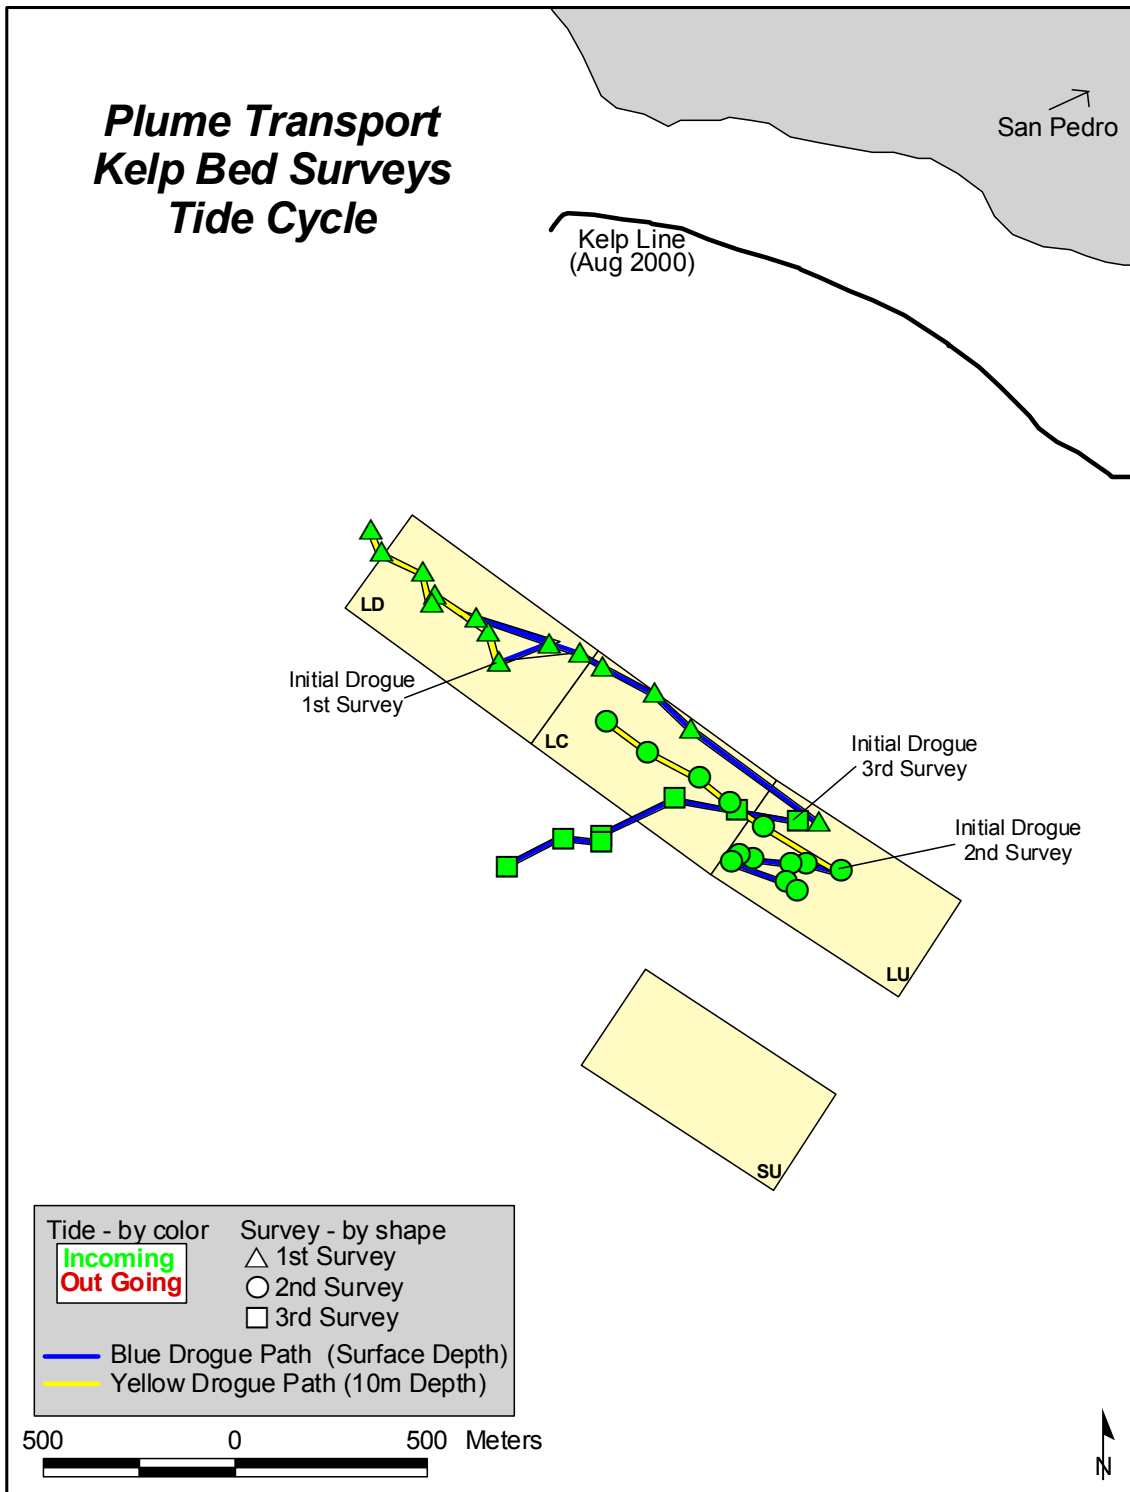 Plume Transport
Kelp Bed Surveys
Tide Cycle
San Pedro
Kelp Line
(Aug 2000)
LD
Initial Drogue
1st Survey
LC
Initial Drogue
3rd Survey
Initial Drogue
2nd Survey
LU
SU
Tide - by color
Incoming
Out Going
Survey - by shape
1st Survey
2nd Survey
3rd Survey
Blue Drogue Path (Surface Depth)
Yellow Drogue Path (10m Depth)
500 0 500 Meters
N